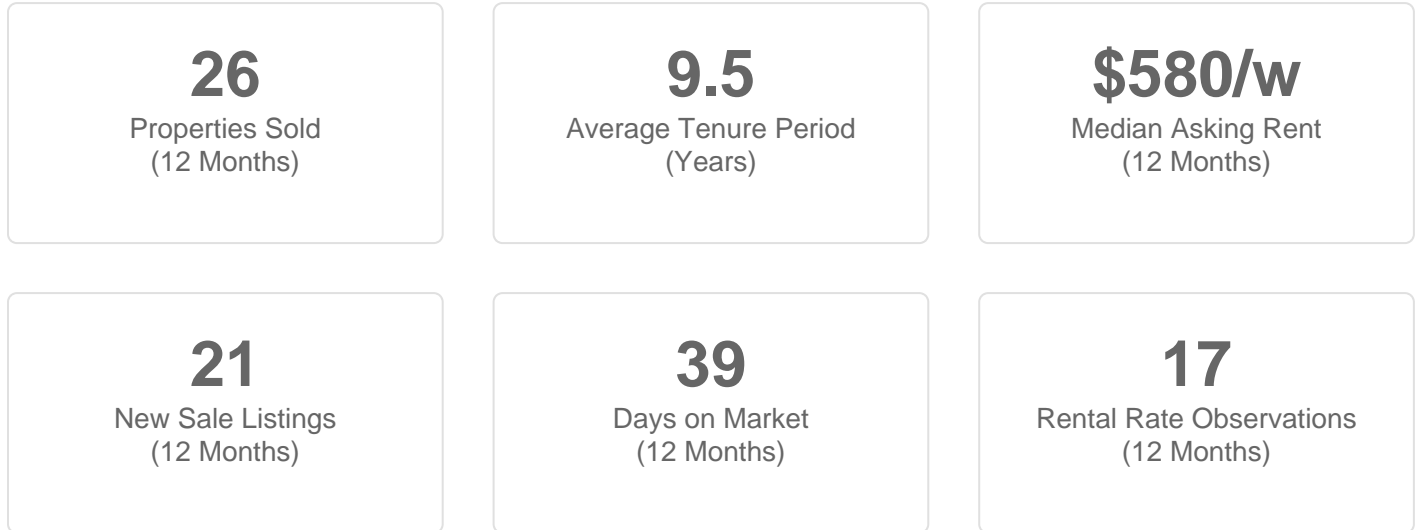 26
Properties Sold
(12 Months)
9.5
Average Tenure Period
(Years)
$580/w
Median Asking Rent
(12 Months)
21
New Sale Listings
(12 Months)
39
Days on Market
(12 Months)
17
Rental Rate Observations
(12 Months)